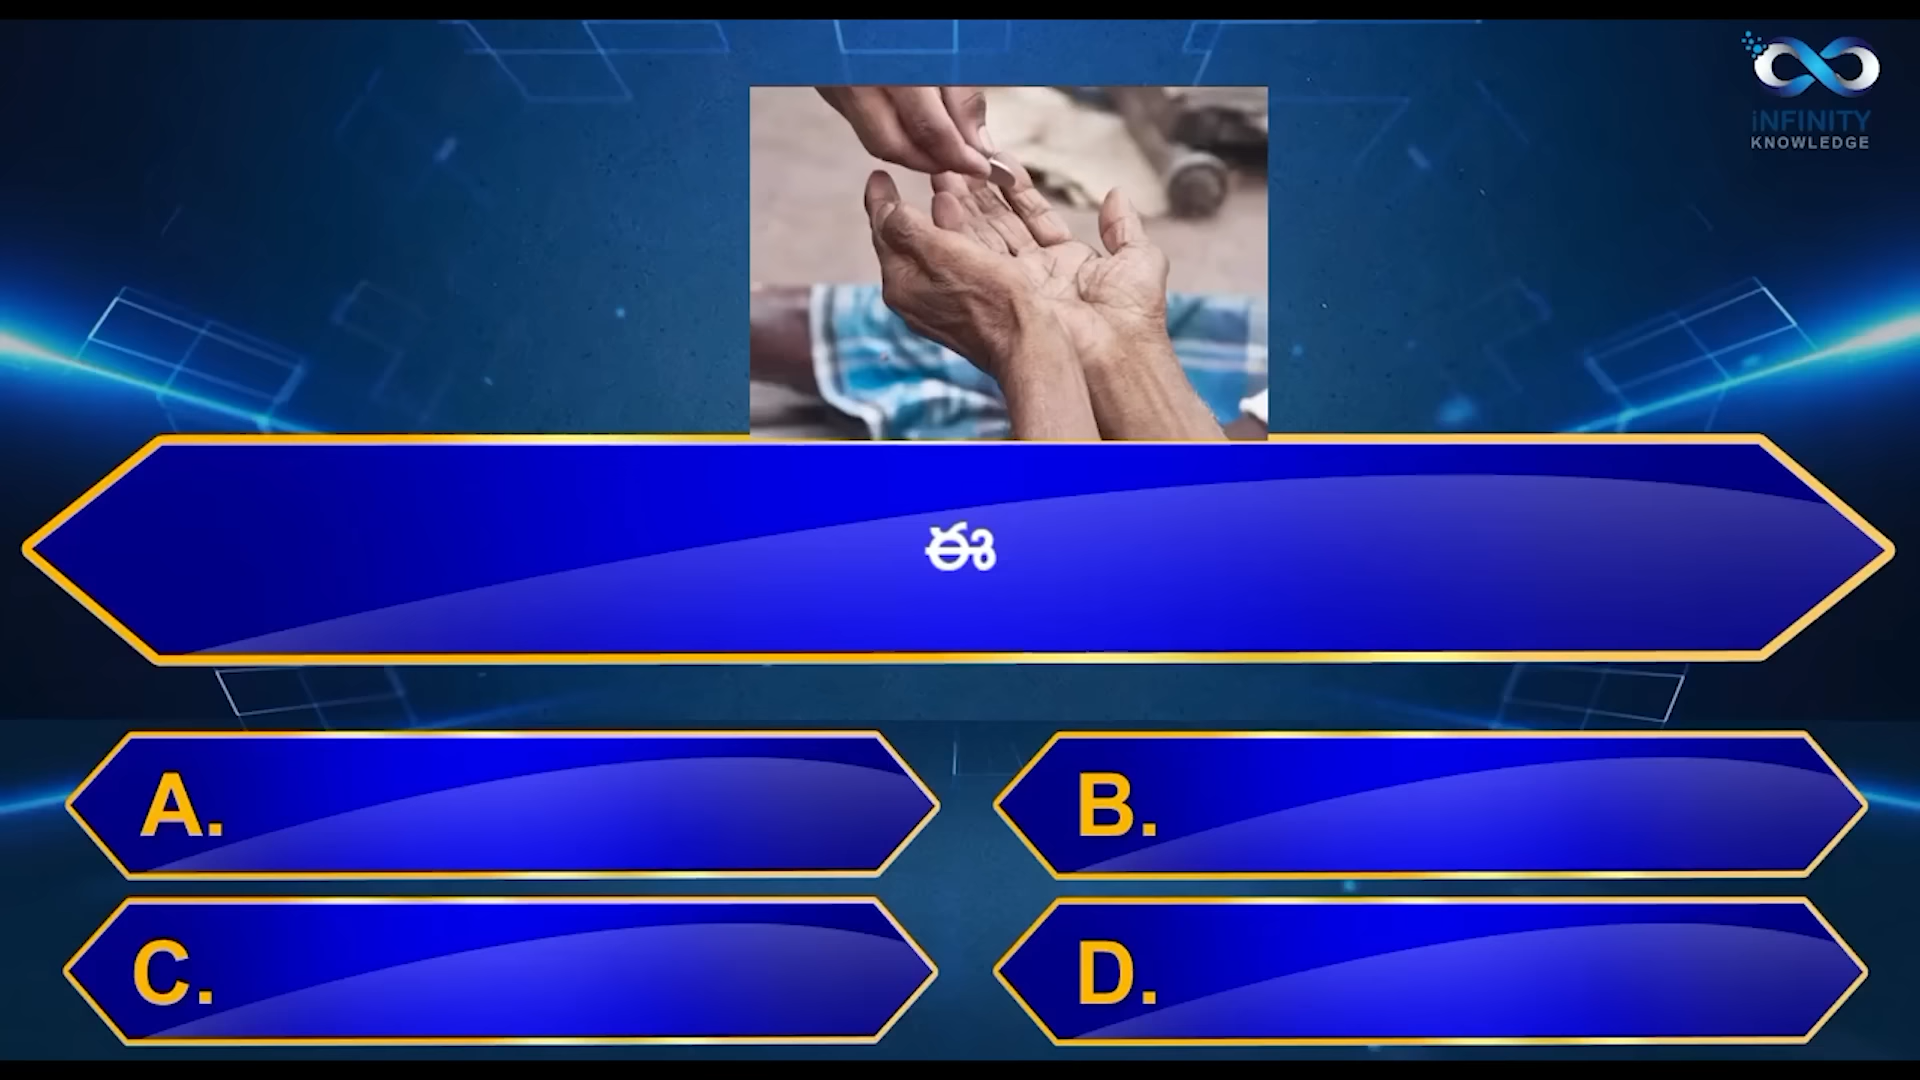 iNFINITY
KNOWLEDGE
ఈ
A.
B.
C.
D.